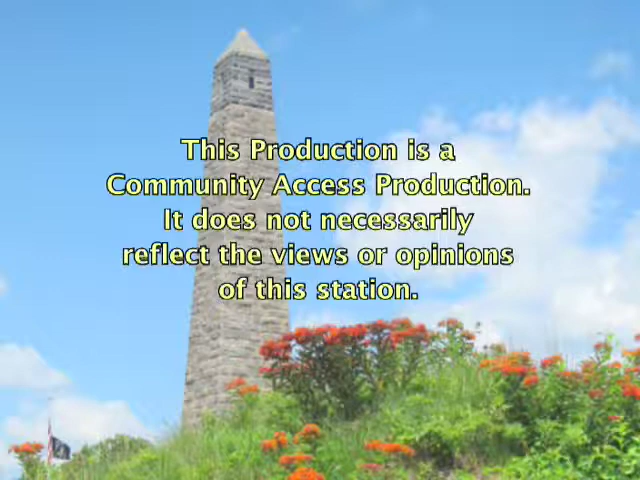 This Production is a
Community Access Production.
It does not necessarily
reflect the views or opinions
of this station.